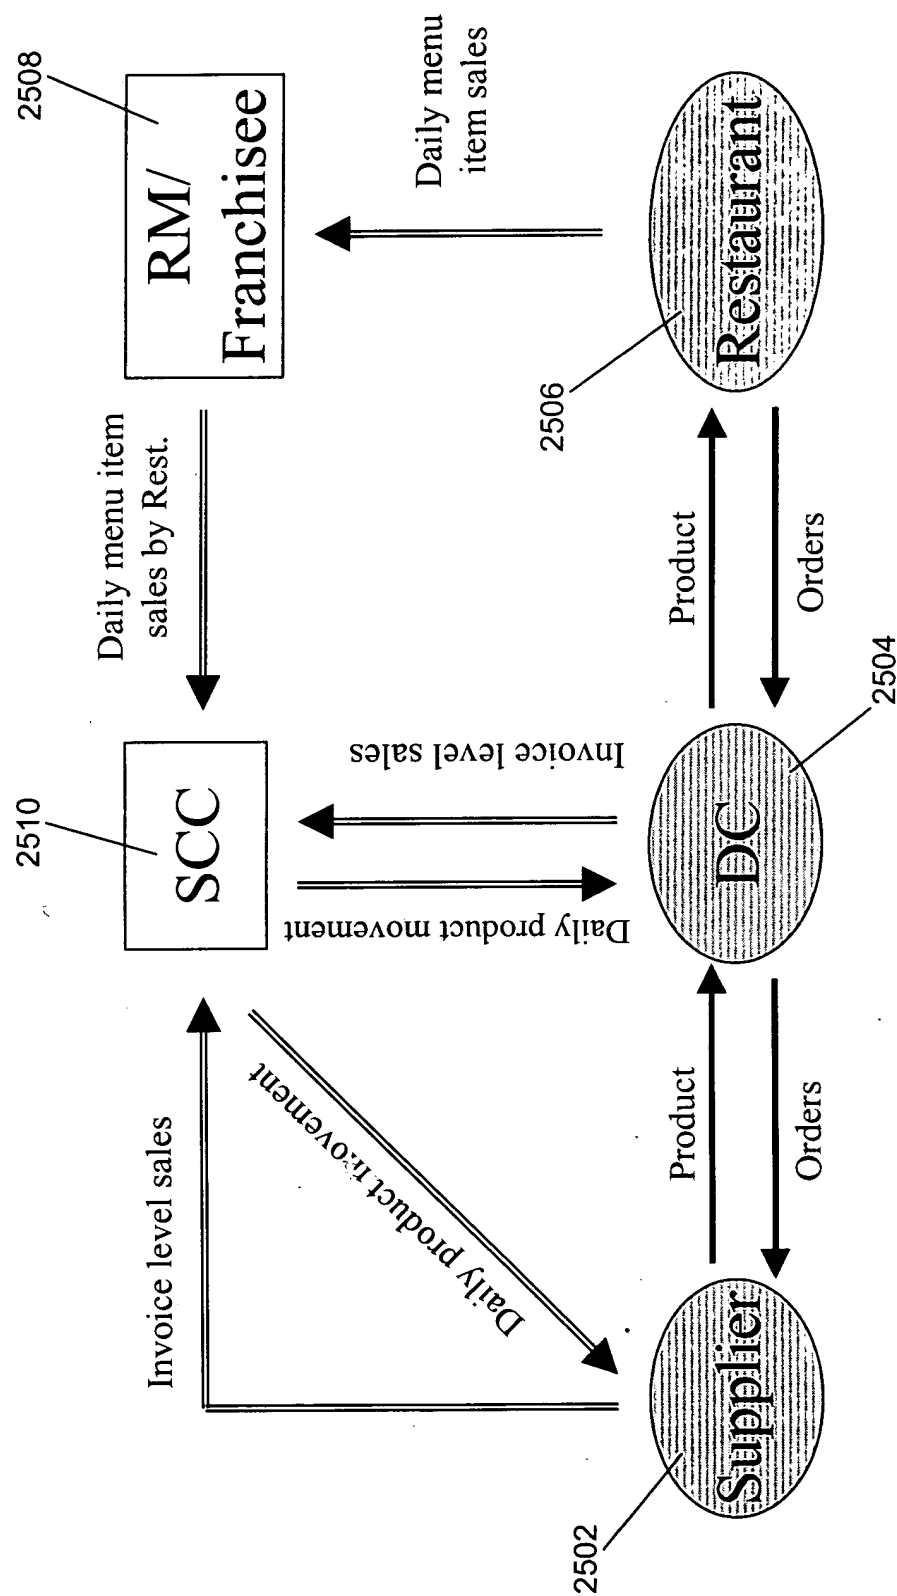 2510
2508
SCC
RM/
Franchisee
Invoice level sales
Daily menu item
sales by Rest.
Daily product movement
Daily product movement
Invoice level sales
Daily menu
item sales
2502
Supplier
Product
Orders
DC
2504
Product
Orders
2506
Restaurant